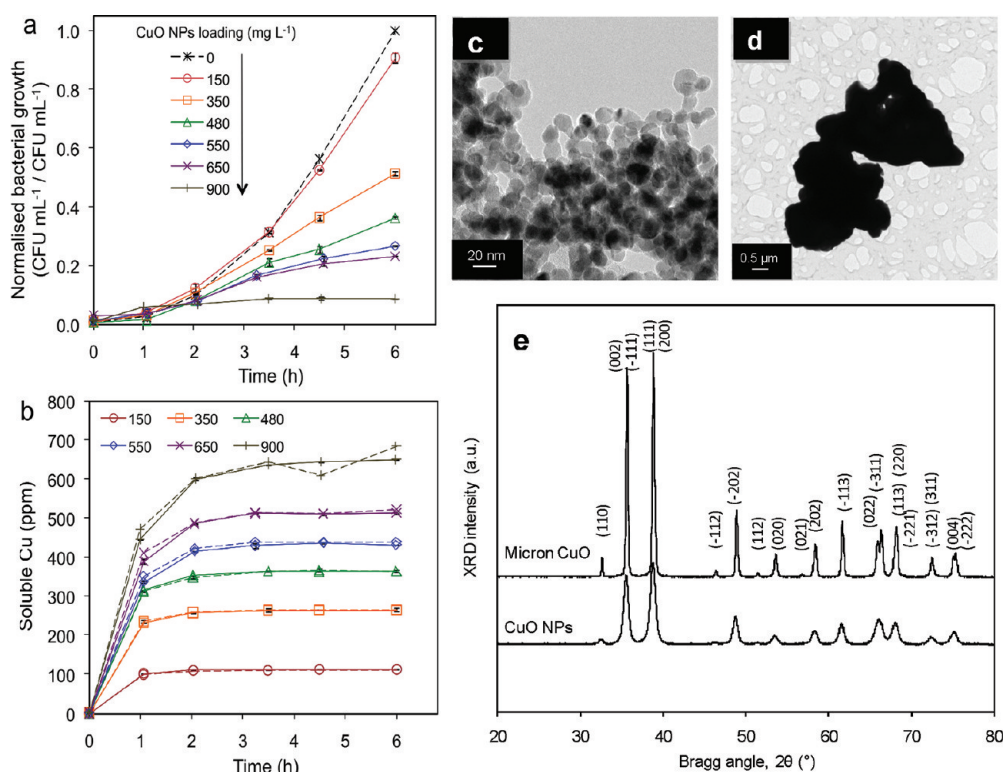 a
CuO NPs loading (mg L⁻¹)
0
150
350
480
550
650
900
Normalised bacterial growth
(CFU mL⁻¹ / CFU mL⁻¹)
1.0
0.8
0.6
0.4
0.2
0.0
0 1 2 3 4 5 6
Time (h)
b
150 350 480
550 650 900
Soluble Cu (ppm)
800
700
600
500
400
300
200
100
0
0 1 2 3 4 5 6
Time (h)
c
20 nm
d
0.5 µm
e
XRD intensity (a.u.)
(110)
(002)
(-111)
(111)
(200)
(-112)
(-202)
(112)
(020)
(021)
(202)
(-113)
(022)
(-311)
(113)
(220)
(-221)
(-312)
(311)
(004)
(-222)
Micron CuO
CuO NPs
20 30 40 50 60 70 80
Bragg angle, 2θ (°)